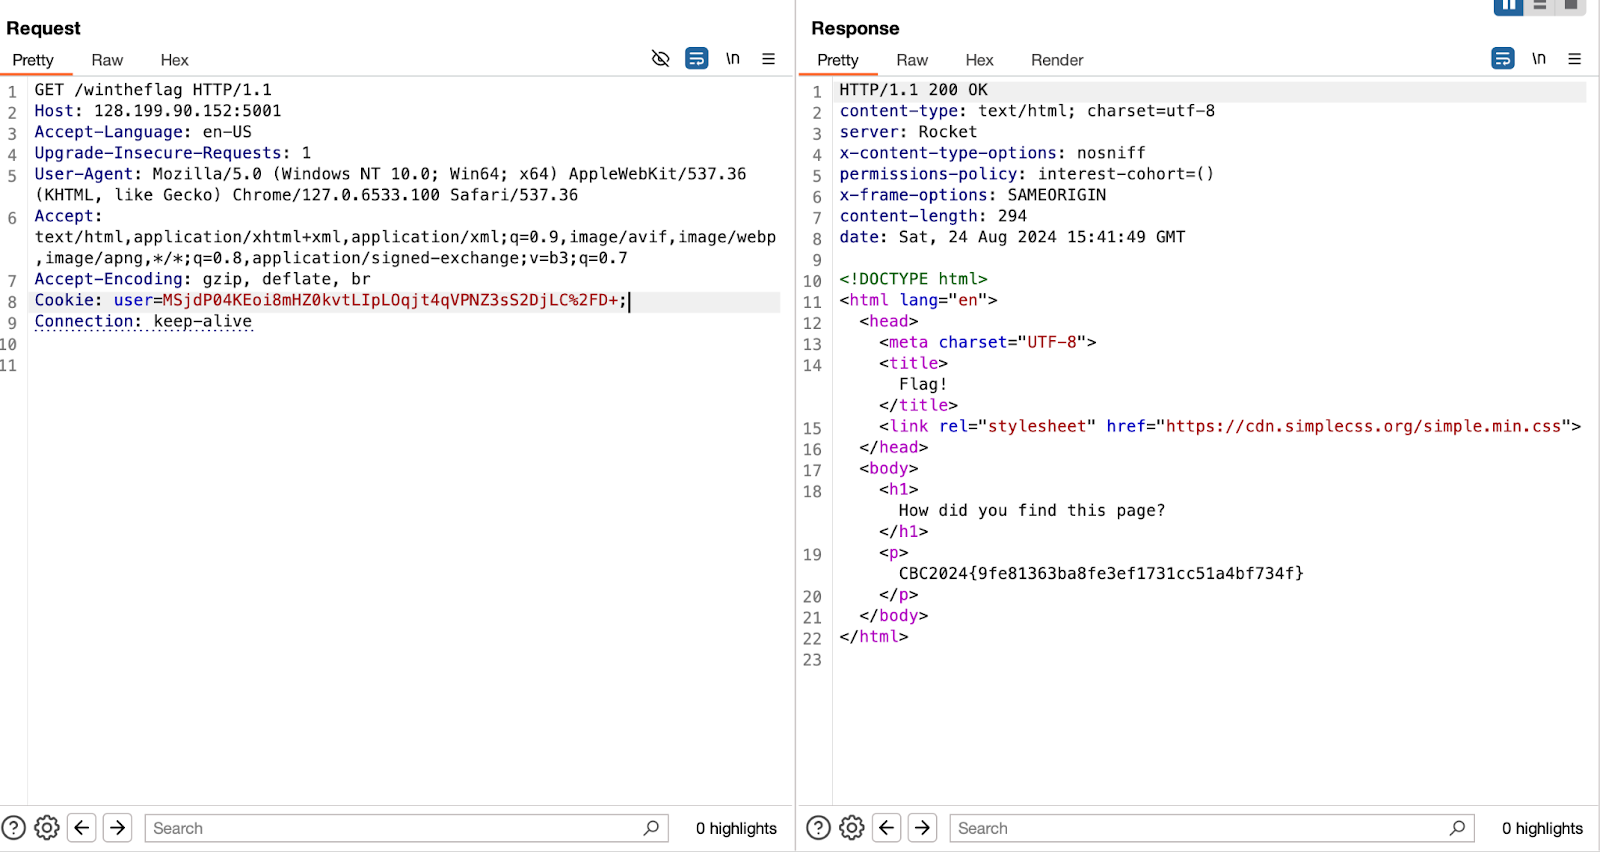 Request
Pretty Raw Hex \n
1 GET /wintheflag HTTP/1.1
2 Host: 128.199.90.152:5001
3 Accept-Language: en-US
4 Upgrade-Insecure-Requests: 1
5 User-Agent: Mozilla/5.0 (Windows NT 10.0; Win64; x64) AppleWebKit/537.36
(KHTML, like Gecko) Chrome/127.0.6533.100 Safari/537.36
6 Accept:
text/html,application/xhtml+xml,application/xml;q=0.9,image/avif,image/webp
,image/apng,*/*;q=0.8,application/signed-exchange;v=b3;q=0.7
7 Accept-Encoding: gzip, deflate, br
8 Cookie: user=MSjdP04KEoi8mHZ0kvtLIpLOqjt4qVPNZ3sS2DjLC%2FD+;
9 Connection: keep-alive
10
11
Search 0 highlights
Response
Pretty Raw Hex Render \n
1 HTTP/1.1 200 OK
2 content-type: text/html; charset=utf-8
3 server: Rocket
4 x-content-type-options: nosniff
5 permissions-policy: interest-cohort=()
6 x-frame-options: SAMEORIGIN
7 content-length: 294
8 date: Sat, 24 Aug 2024 15:41:49 GMT
9
10 <!DOCTYPE html>
11 <html lang="en">
12 <head>
13 <meta charset="UTF-8">
14 <title>
Flag!
</title>
15 <link rel="stylesheet" href="https://cdn.simplecss.org/simple.min.css">
16 </head>
17 <body>
18 <h1>
How did you find this page?
</h1>
19 <p>
CBC2024{9fe81363ba8fe3ef1731cc51a4bf734f}
20 </p>
21 </body>
22 </html>
23
Search 0 highlights